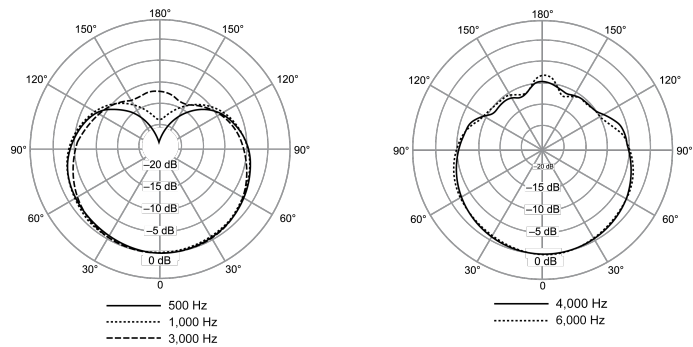 180°
150° 150°
120° 120°
90° 90°
–20 dB
–15 dB
–10 dB
–5 dB
60° 60°
0 dB
30° 30°
0
500 Hz
1,000 Hz
3,000 Hz
180°
150° 150°
120° 120°
90° 90°
–20 dB
–15 dB
–10 dB
60° 60°
–5 dB
0 dB
30° 30°
0
4,000 Hz
6,000 Hz